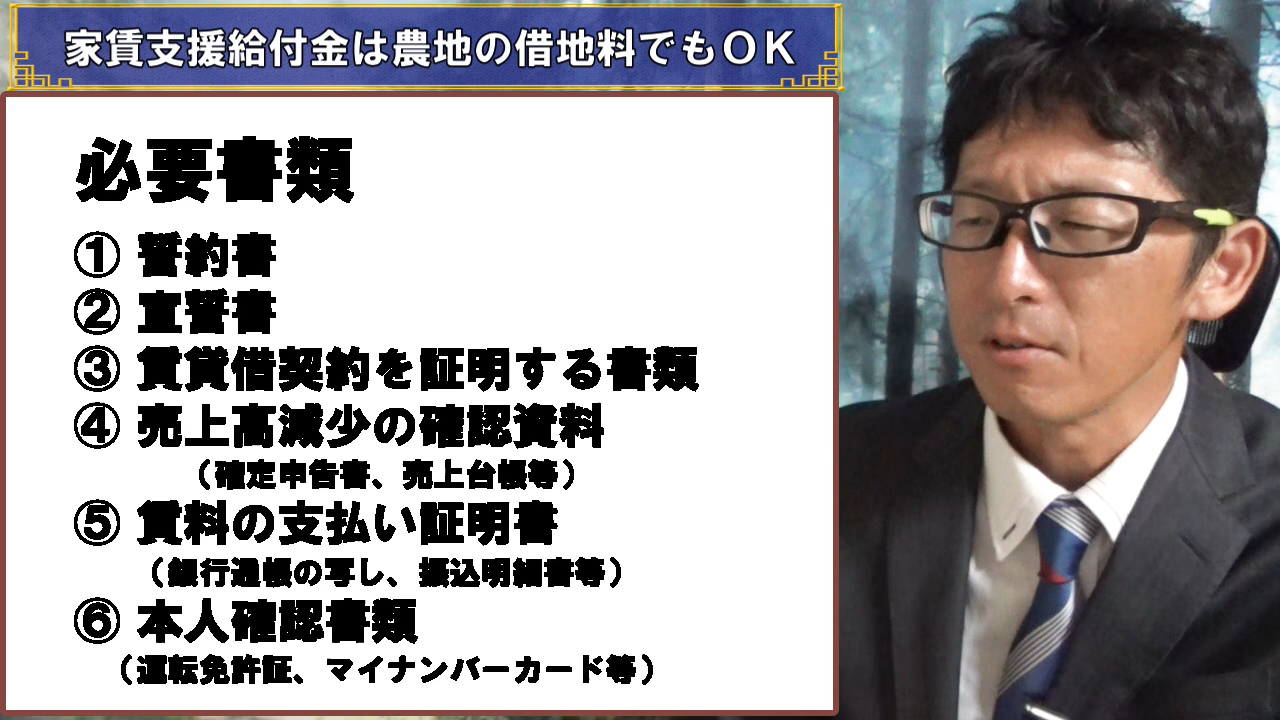 家賃支援給付金は農地の借地料でもOK
必要書類
① 誓約書
② 宣誓書
③ 賃貸借契約を証明する書類
④ 売上高減少の確認資料
（確定申告書、売上台帳等）
⑤ 賃料の支払い証明書
（銀行通帳の写し、振込明細書等）
⑥ 本人確認書類
（運転免許証、マイナンバーカード等）